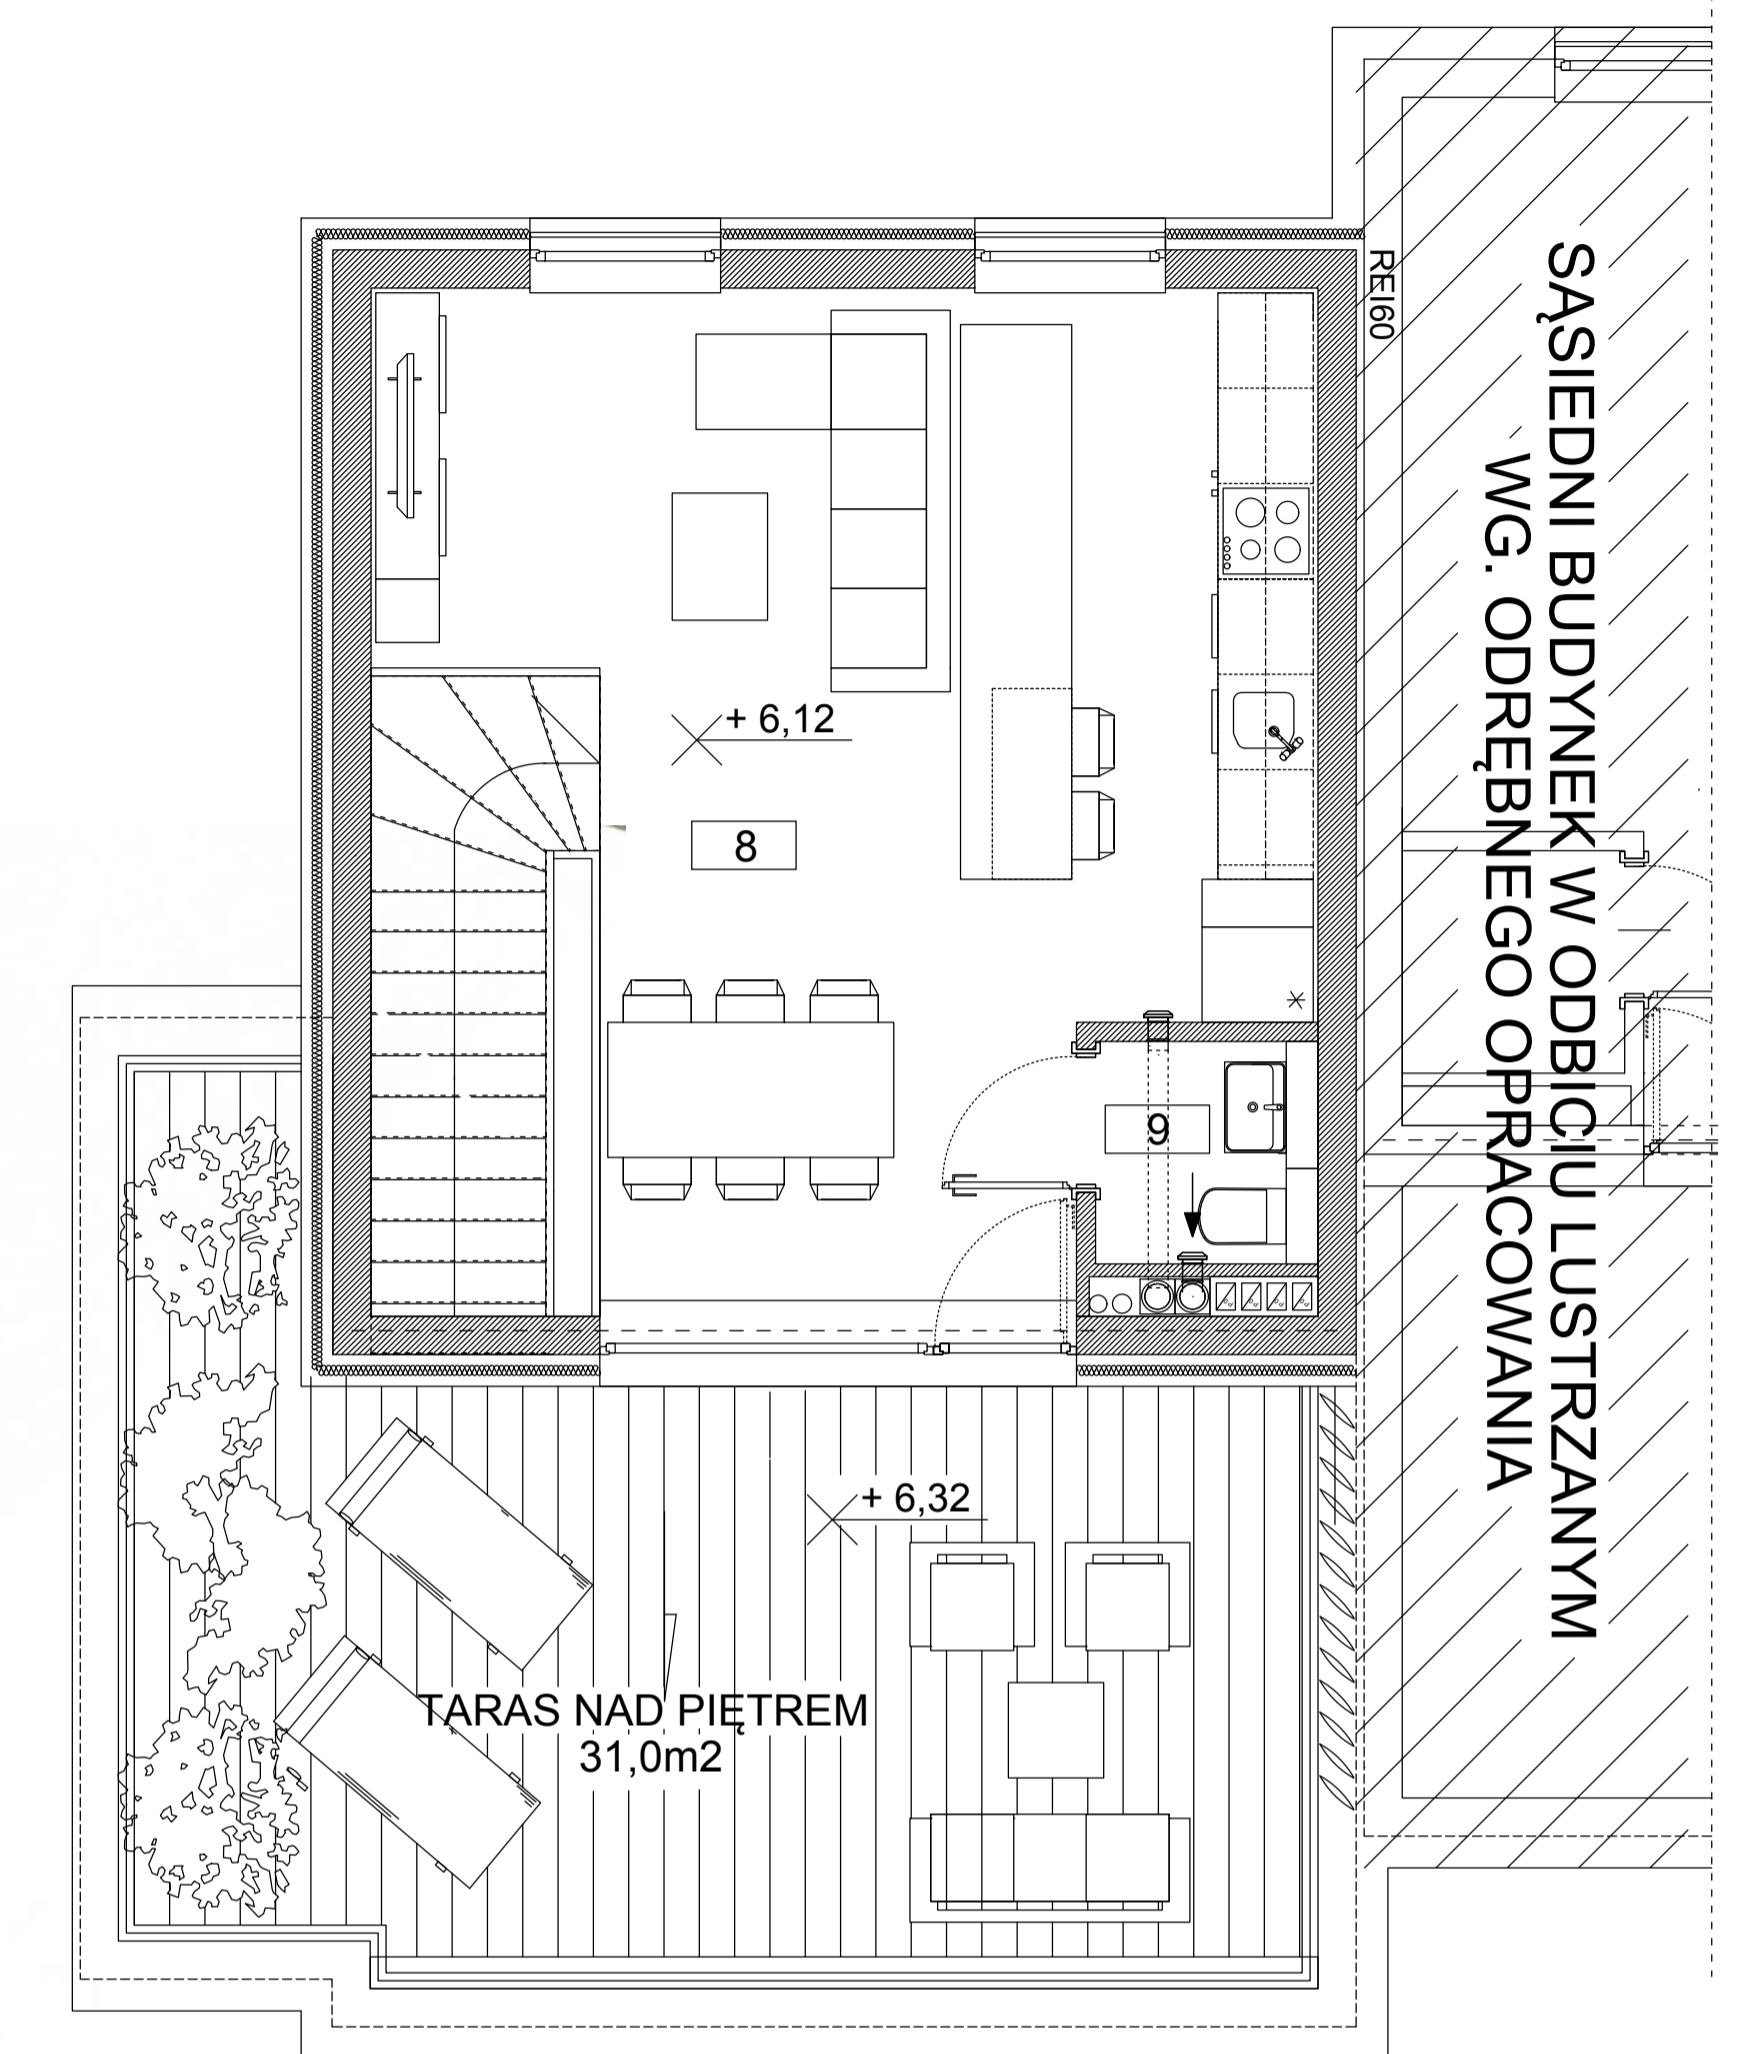 REI60
SĄSIEDNI BUDYNEK W ODBICIU LUSTRZANYM
WG. ODRĘBNEGO OPRACOWANIA
+ 6,12
8
9
+ 6,32
TARAS NAD PIĘTREM
31,0m2